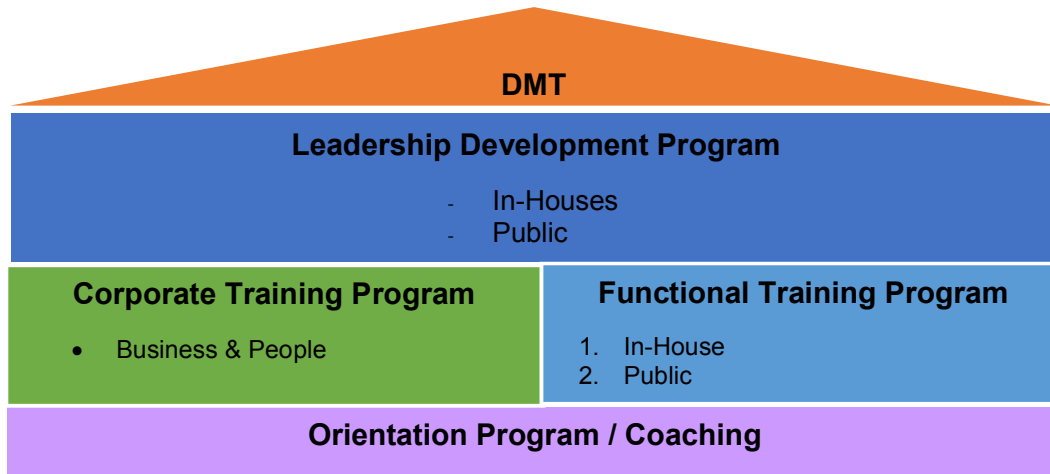 DMT
Leadership Development Program
- In-Houses
- Public
Corporate Training Program
• Business & People
Functional Training Program
1. In-House
2. Public
Orientation Program / Coaching